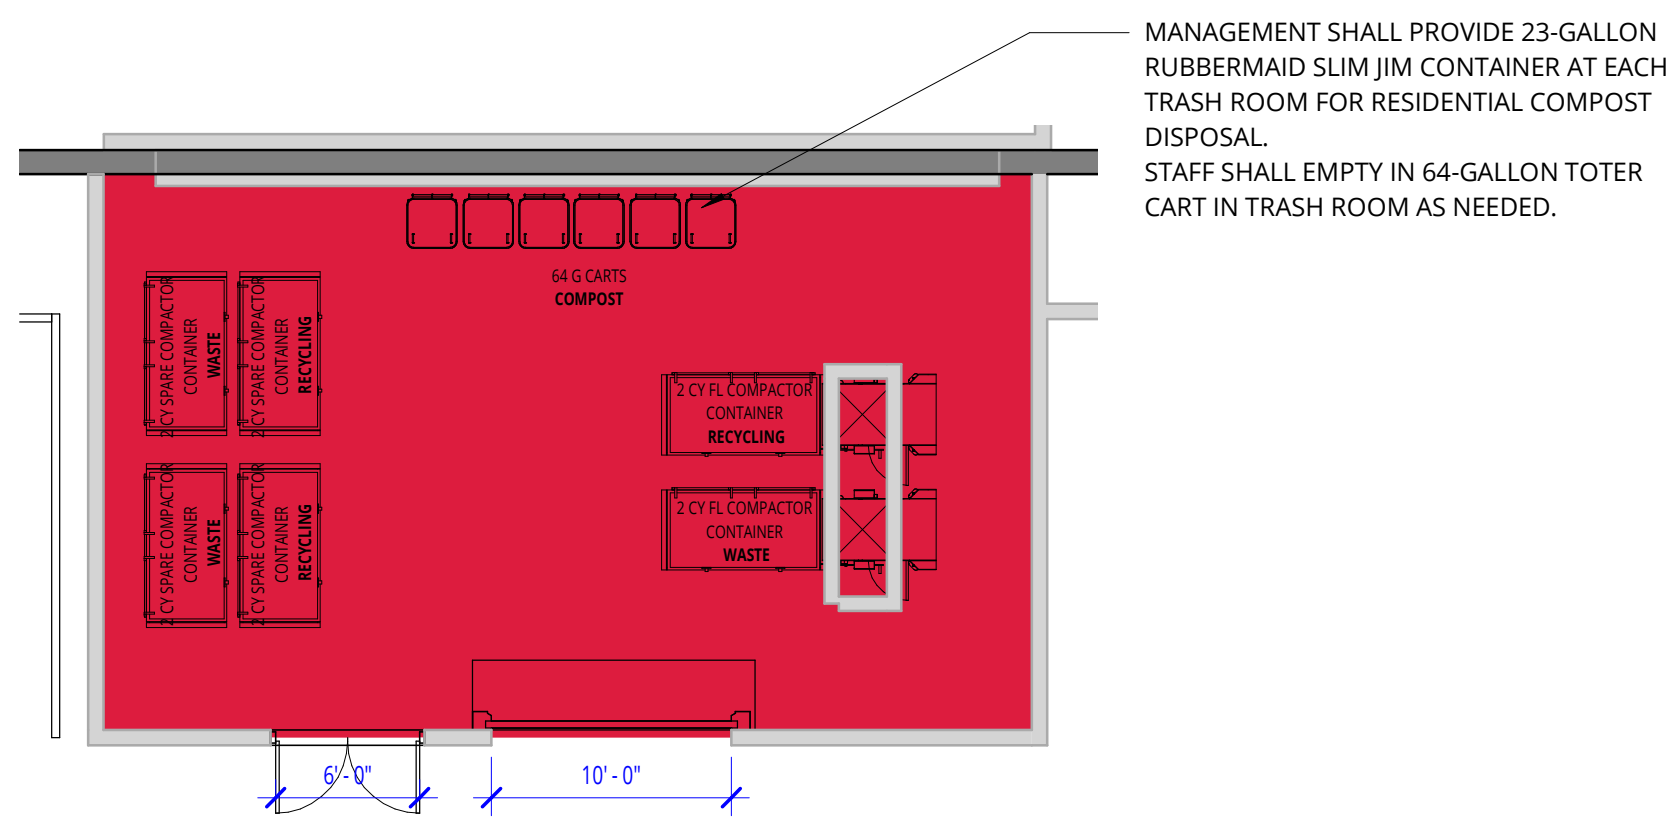 MANAGEMENT SHALL PROVIDE 23-GALLON
RUBBERMAID SLIM JIM CONTAINER AT EACH
TRASH ROOM FOR RESIDENTIAL COMPOST
DISPOSAL.
STAFF SHALL EMPTY IN 64-GALLON TOTER
CART IN TRASH ROOM AS NEEDED.
64 G CARTS
COMPOST
2 CY SPARE COMPACTOR
CONTAINER
WASTE
2 CY SPARE COMPACTOR
CONTAINER
RECYCLING
2 CY FL COMPACTOR
CONTAINER
RECYCLING
2 CY SPARE COMPACTOR
CONTAINER
WASTE
2 CY SPARE COMPACTOR
CONTAINER
RECYCLING
2 CY FL COMPACTOR
CONTAINER
WASTE
6' - 0"
10' - 0"